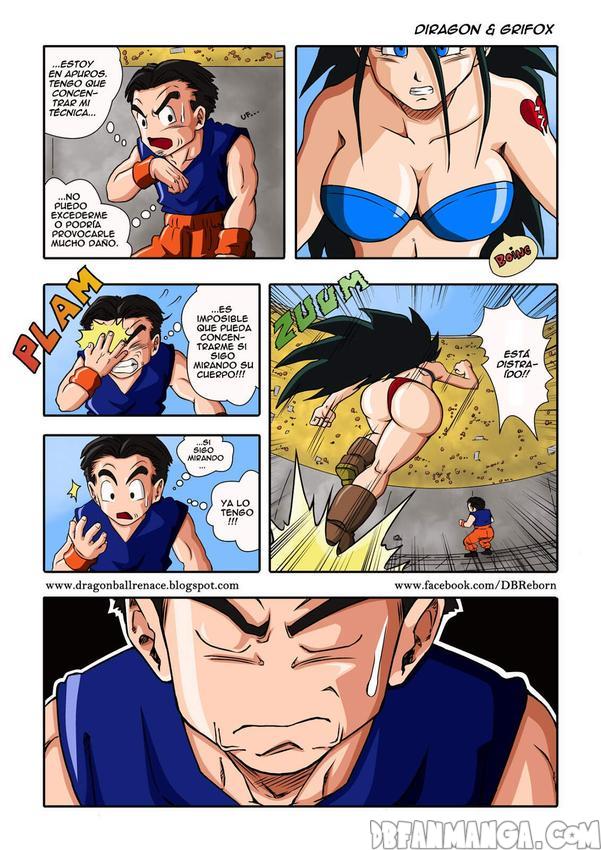 DIRAGON & GRIFOX
...ESTOY
EN APUROS.
TENGO QUE
CONCEN-
TRAR MI
TÉCNICA...
UF...
...NO
PUEDO
EXCEDERME
O PODRÍA
PROVOCARLE
MUCHO DAÑO.
Boing
PLAM
...ES
IMPOSIBLE
QUE PUEDA
CONCEN-
TRARME SI
SIGO
MIRANDO SU
CUERPO!!!
ZUUM
ESTÁ
DISTRA-
ÍDO!!
...SI
SIGO
MIRANDO
...
YA LO
TENGO
!!!
www.dragonballrenace.blogspot.com
www.facebook.com/DBReborn
DBFANMANGA.COM